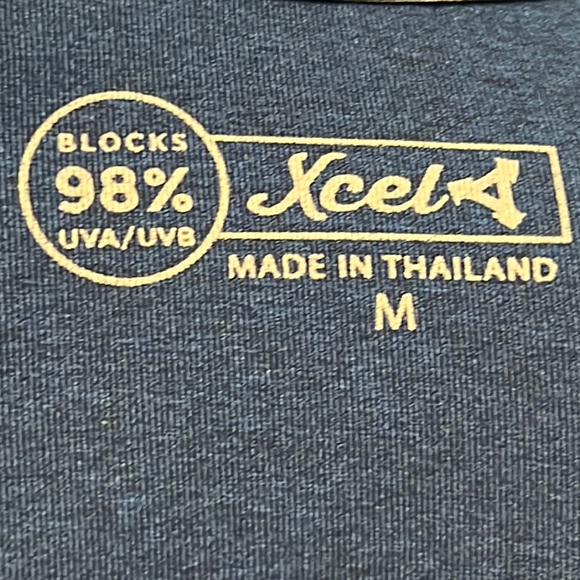 BLOCKS
98%
UVA/UVB
Xcel
MADE IN THAILAND
M